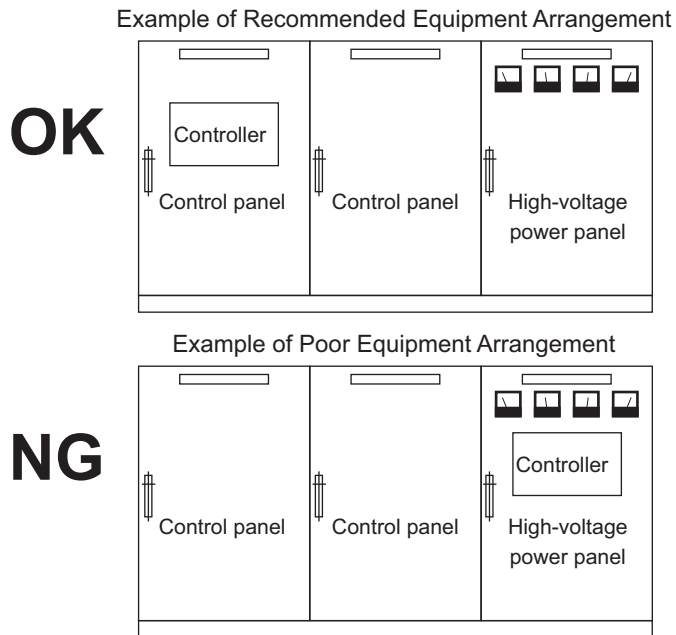 Example of Recommended Equipment Arrangement
OK
Controller
Control panel
Control panel
High-voltage
power panel
Example of Poor Equipment Arrangement
NG
Controller
Control panel
Control panel
High-voltage
power panel